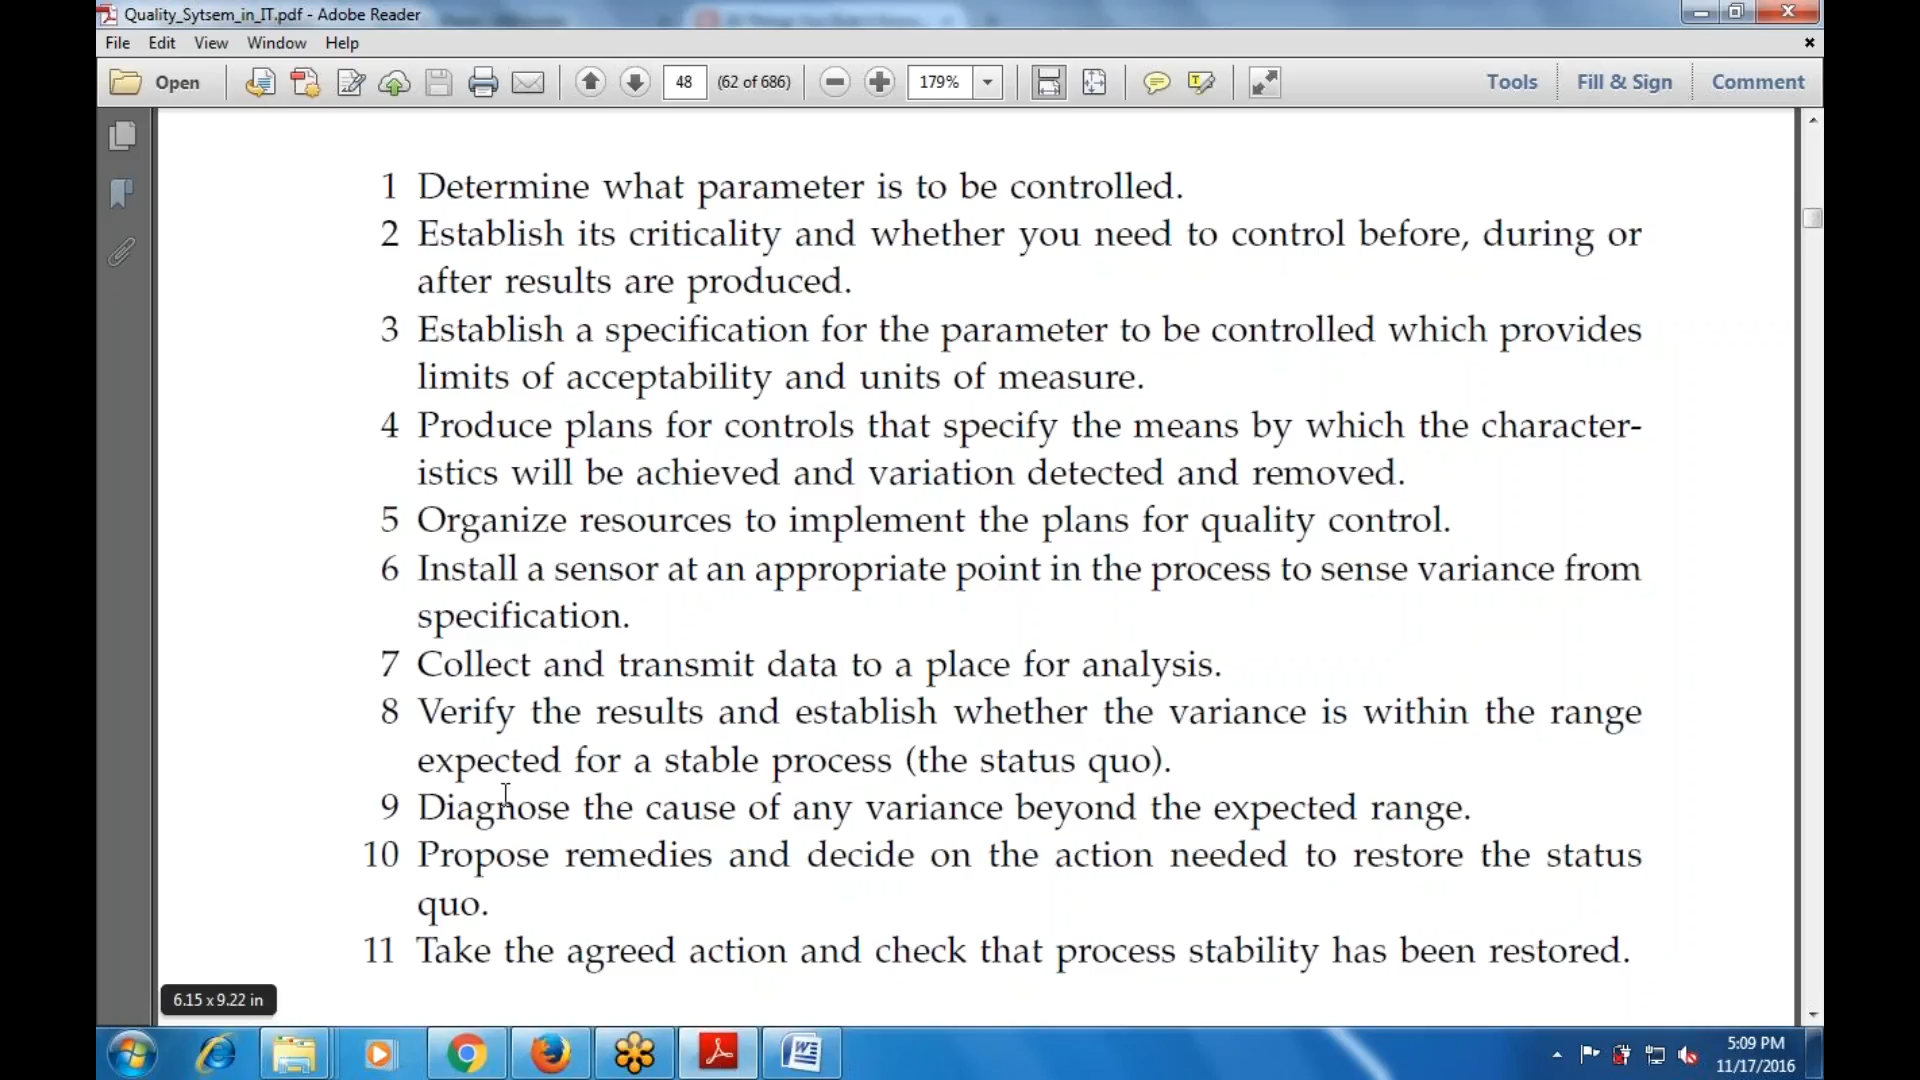 Quality_Sytsem_in_IT.pdf - Adobe Reader
File Edit View Window Help
Open 48 (62 of 686) 179% Tools Fill & Sign Comment
1 Determine what parameter is to be controlled.
2 Establish its criticality and whether you need to control before, during or
after results are produced.
3 Establish a specification for the parameter to be controlled which provides
limits of acceptability and units of measure.
4 Produce plans for controls that specify the means by which the character-
istics will be achieved and variation detected and removed.
5 Organize resources to implement the plans for quality control.
6 Install a sensor at an appropriate point in the process to sense variance from
specification.
7 Collect and transmit data to a place for analysis.
8 Verify the results and establish whether the variance is within the range
expected for a stable process (the status quo).
9 Diagnose the cause of any variance beyond the expected range.
10 Propose remedies and decide on the action needed to restore the status
quo.
11 Take the agreed action and check that process stability has been restored.
6.15 x 9.22 in
5:09 PM
11/17/2016